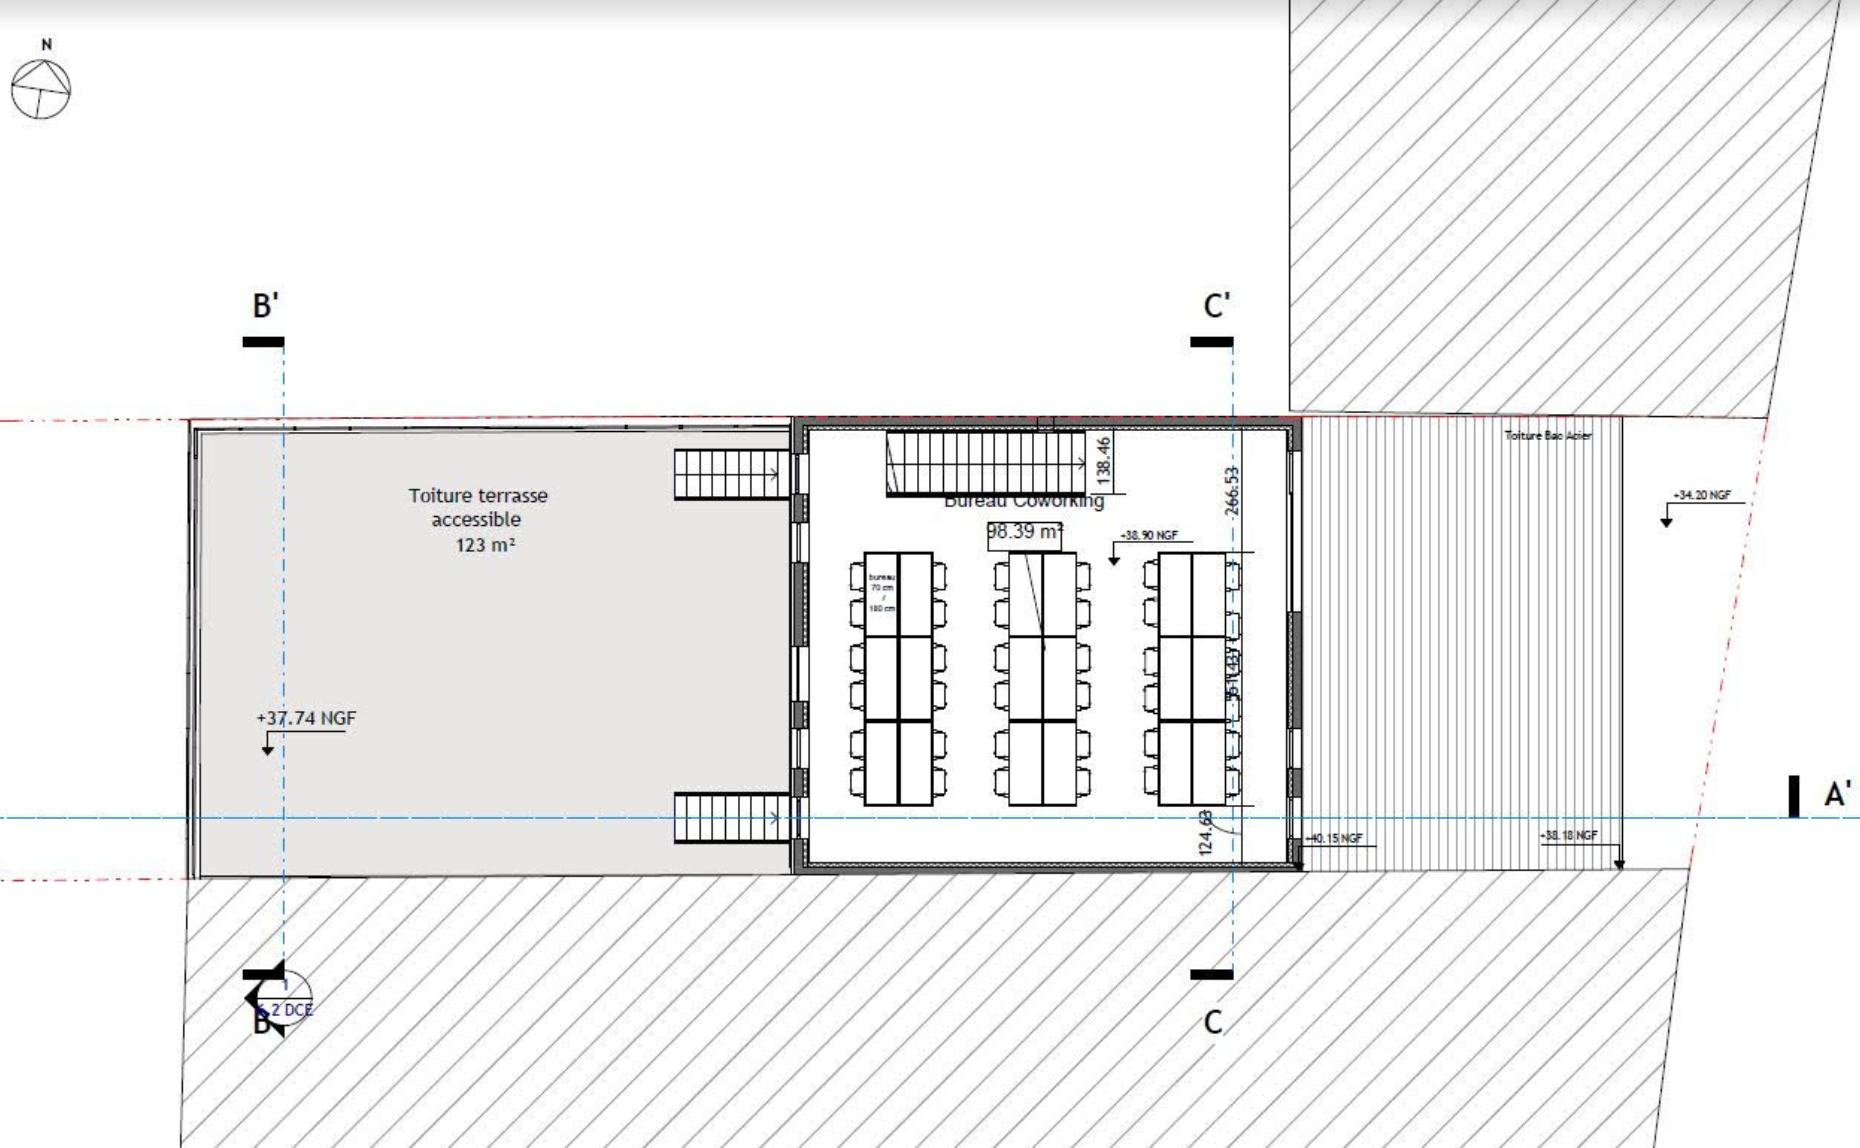 N
B'
C'
Toiture Bac Acier
138.46
266.53
Toiture terrasse
accessible
123 m²
Bureau Coworking
98.39 m²
+34.20 NGF
+38.90 NGF
bureau
70 cm
/
180 cm
+37.74 NGF
A'
124.63
+40.15 NGF
+38.18 NGF
1
2 DCE
B
C